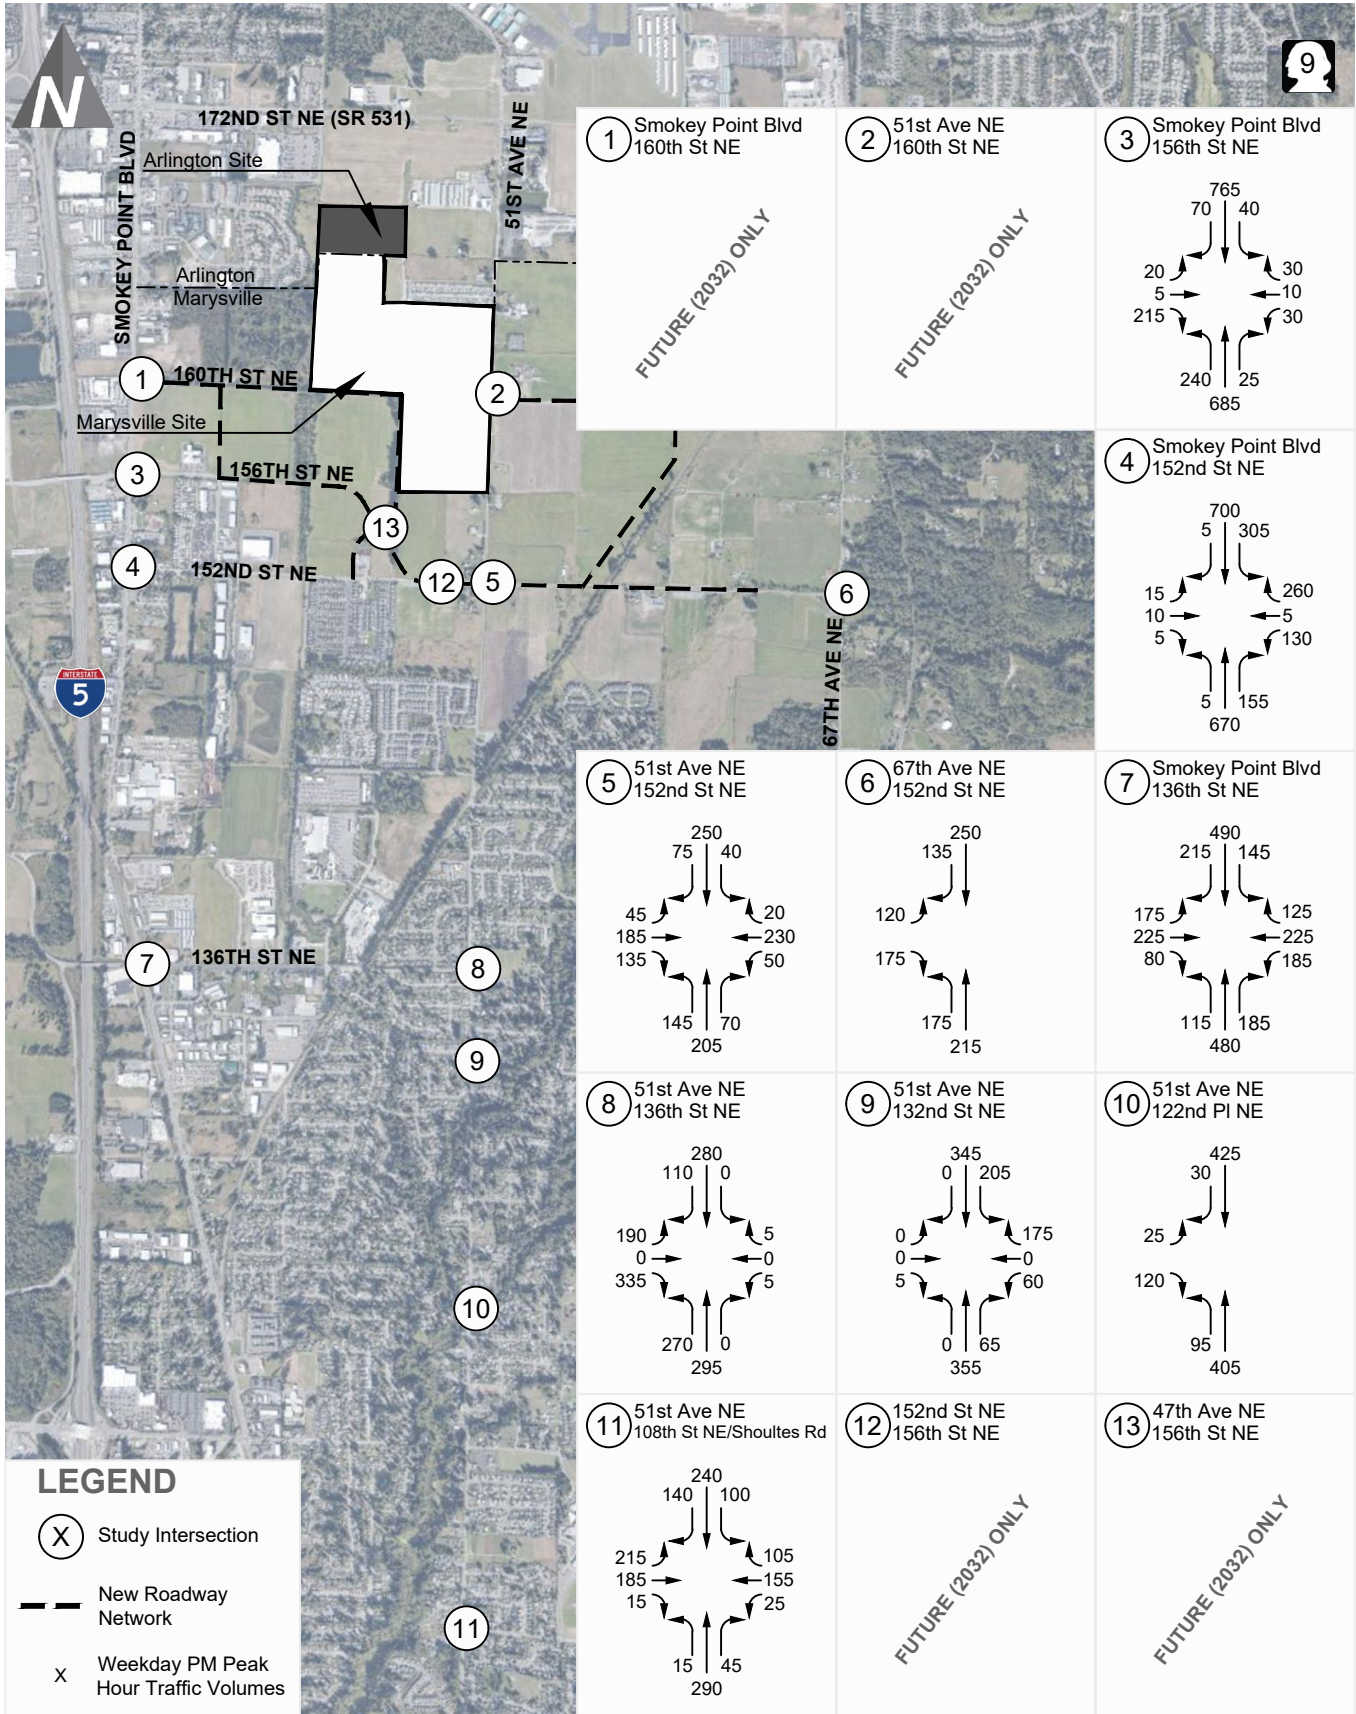 N
172ND ST NE (SR 531)
SMOKEY POINT BLVD
Arlington Site
51ST AVE NE
9
Arlington
Marysville
1
160TH ST NE
2
Marysville Site
3
156TH ST NE
13
4
152ND ST NE
12
5
6
67TH AVE NE
INTERSTATE
5
7
136TH ST NE
8
9
10
11
1 Smokey Point Blvd
160th St NE
FUTURE (2032) ONLY
2 51st Ave NE
160th St NE
FUTURE (2032) ONLY
3 Smokey Point Blvd
156th St NE
765
70 40
20 30
5 10
215 30
240 25
685
4 Smokey Point Blvd
152nd St NE
700
5 305
15 260
10 5
5 130
5 155
670
5 51st Ave NE
152nd St NE
250
75 40
45 20
185 230
135 50
145 70
205
6 67th Ave NE
152nd St NE
250
135
120
175
175
215
7 Smokey Point Blvd
136th St NE
490
215 145
175 125
225 225
80 185
115 185
480
8 51st Ave NE
136th St NE
280
110 0
190 5
0 0
335 5
270 0
295
9 51st Ave NE
132nd St NE
345
0 205
0 175
0 0
5 60
0 65
355
10 51st Ave NE
122nd Pl NE
425
30
25
120
95
405
11 51st Ave NE
108th St NE/Shoultes Rd
240
140 100
215 105
185 155
15 25
15 45
290
12 152nd St NE
156th St NE
FUTURE (2032) ONLY
13 47th Ave NE
156th St NE
FUTURE (2032) ONLY
LEGEND
X Study Intersection
New Roadway
Network
X Weekday PM Peak
Hour Traffic Volumes